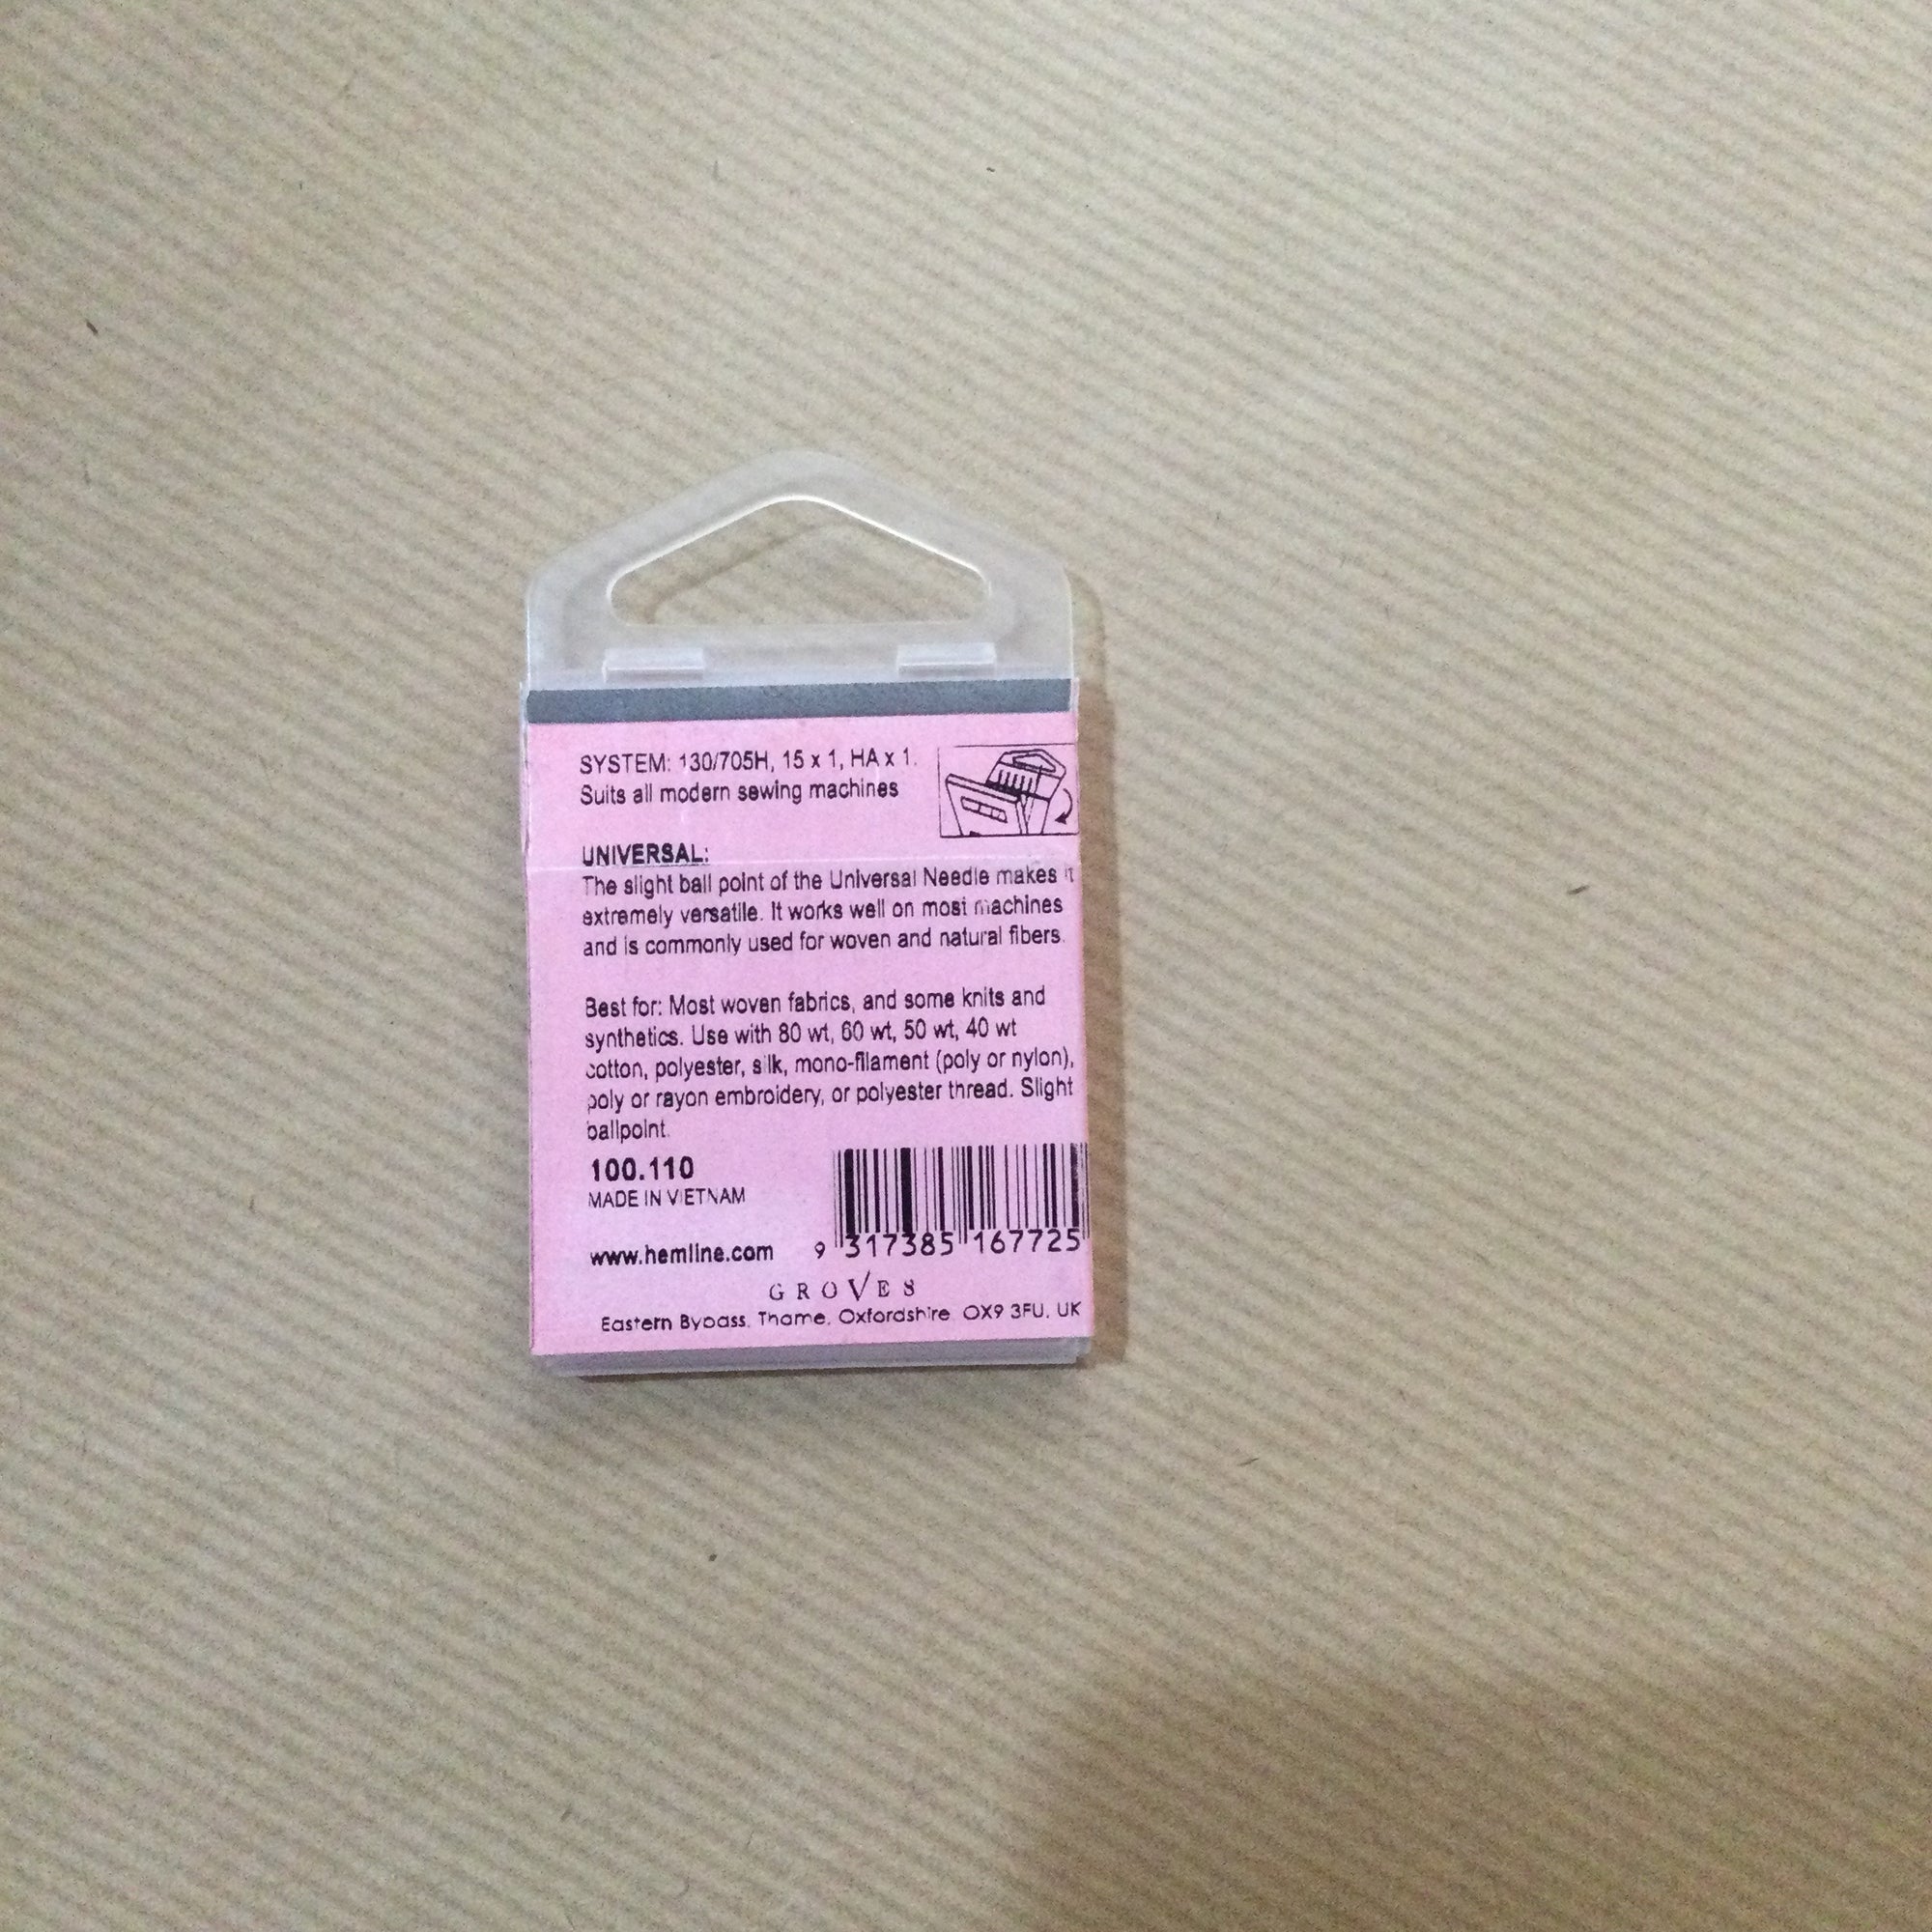 SYSTEM: 130/705H, 15 x 1, HA x 1.
Suits all modern sewing machines
UNIVERSAL:
The slight ball point of the Universal Needle makes it
extremely versatile. It works well on most machines
and is commonly used for woven and natural fibers.
Best for: Most woven fabrics, and some knits and
synthetics. Use with 80 wt, 60 wt, 50 wt, 40 wt
cotton, polyester, silk, mono-filament (poly or nylon),
poly or rayon embroidery, or polyester thread. Slight
ballpoint.
100.110
MADE IN VIETNAM
www.hemline.com
9 317385 167725
GROVES
Eastern Bypass, Thame, Oxfordshire, OX9 3FU, UK